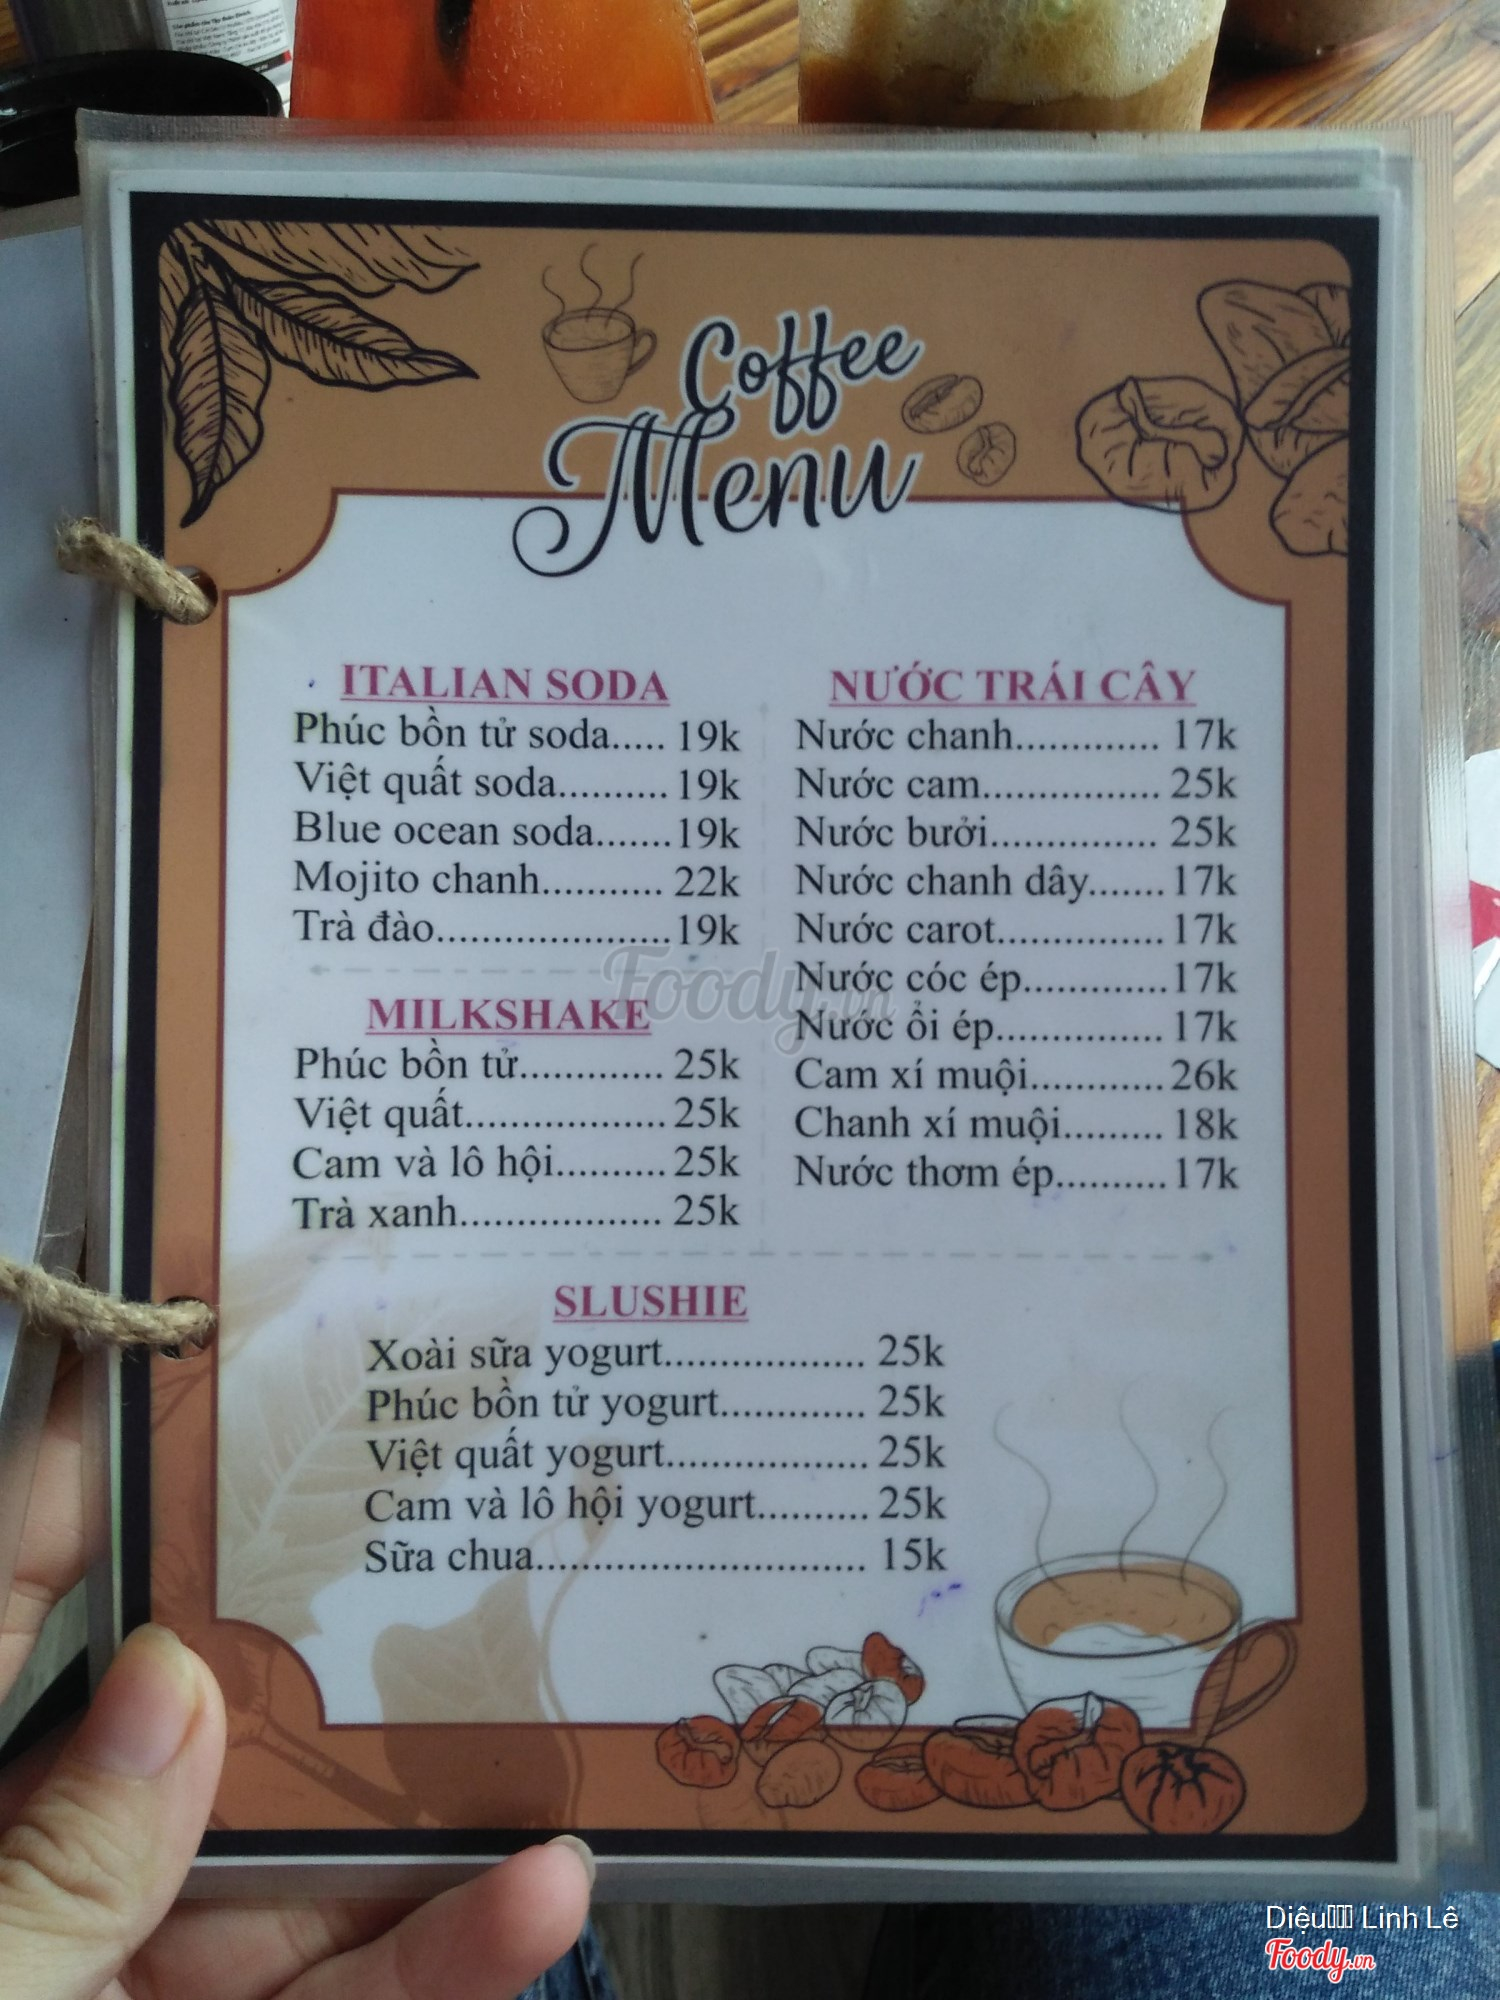 Coffee
Menu
ITALIAN SODA
Phúc bồn tử soda..... 19k
Việt quất soda.......... 19k
Blue ocean soda....... 19k
Mojito chanh........... 22k
Trà đào..................... 19k
MILKSHAKE
Phúc bồn tử............. 25k
Việt quất.................. 25k
Cam và lô hội.......... 25k
Trà xanh.................. 25k
NƯỚC TRÁI CÂY
Nước chanh............. 17k
Nước cam................ 25k
Nước bưởi............... 25k
Nước chanh dây....... 17k
Nước carot............... 17k
Nước cóc ép............. 17k
Nước ổi ép............... 17k
Cam xí muội............ 26k
Chanh xí muội......... 18k
Nước thơm ép.......... 17k
SLUSHIE
Xoài sữa yogurt.................. 25k
Phúc bồn tử yogurt............. 25k
Việt quất yogurt.................. 25k
Cam và lô hội yogurt.......... 25k
Sữa chua............................. 15k
Foody.vn
Diệu Linh Lê
Foody.vn